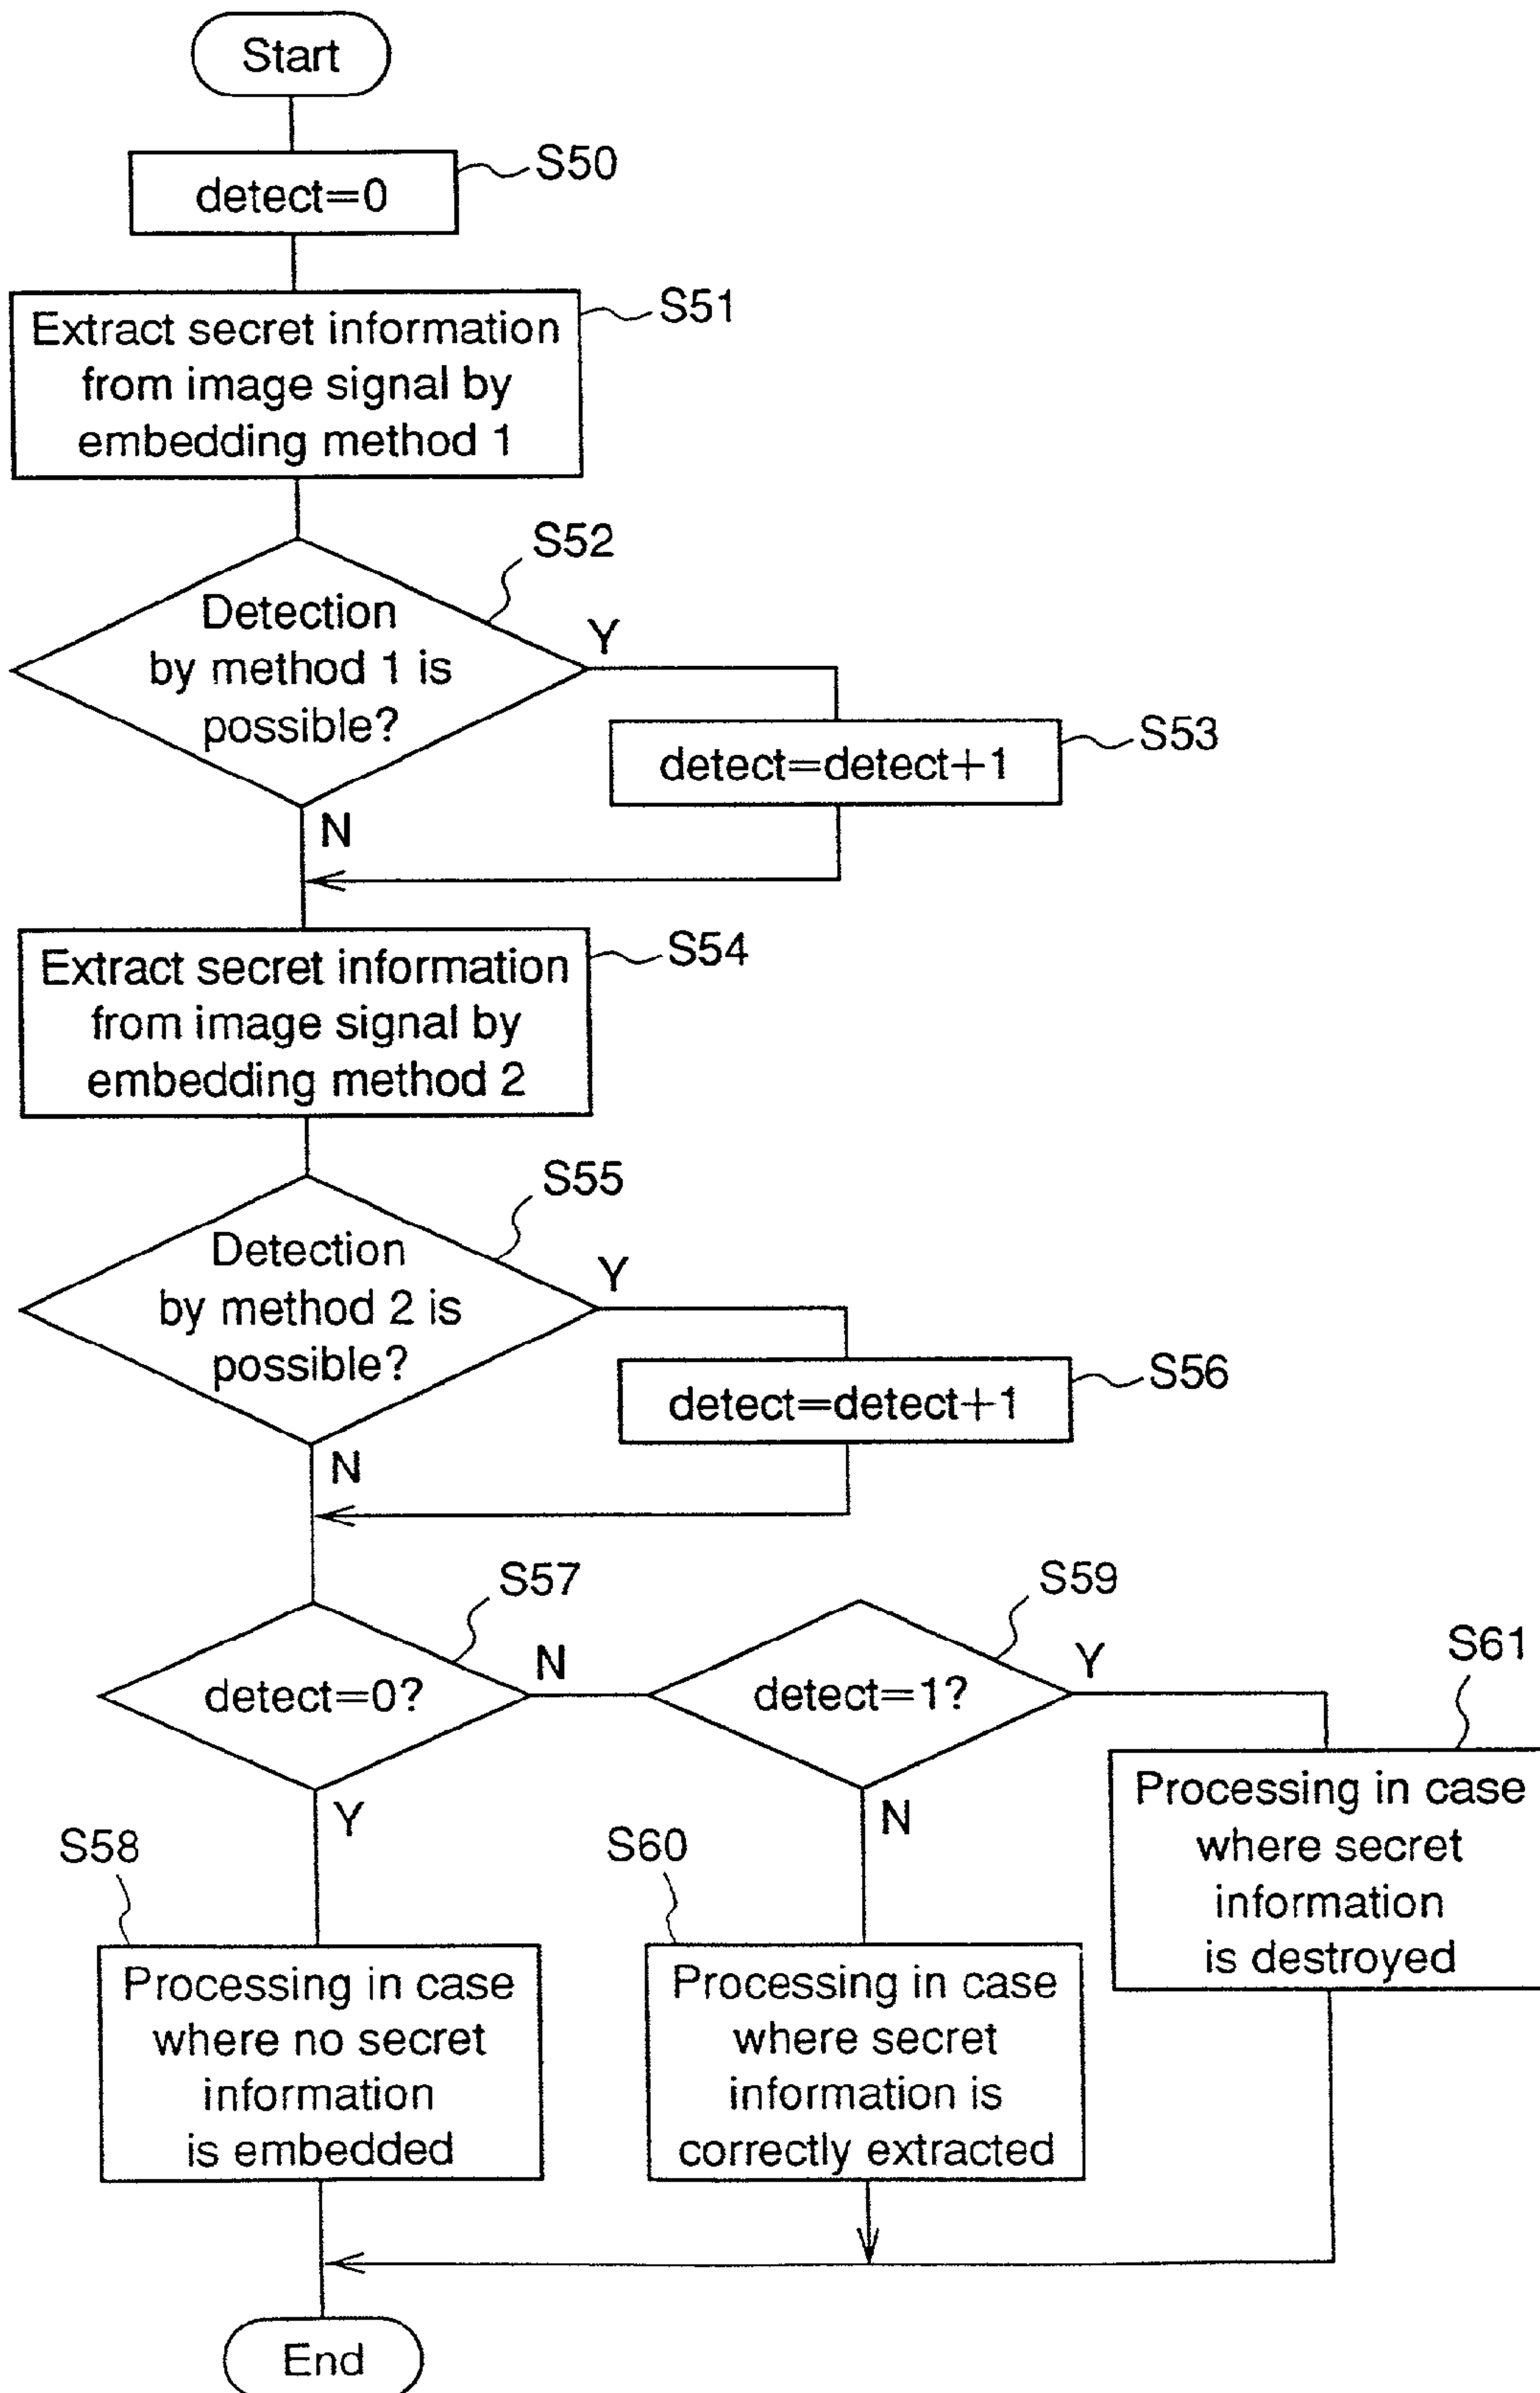 Start
detect=0
S50
Extract secret information
from image signal by
embedding method 1
S51
S52
Detection
by method 1 is
possible?
Y
N
detect=detect+1
S53
Extract secret information
from image signal by
embedding method 2
S54
S55
Detection
by method 2 is
possible?
Y
N
detect=detect+1
S56
S57
detect=0?
N
Y
S59
detect=1?
Y
N
S61
Processing in case
where secret
information
is destroyed
S58
Processing in case
where no secret
information
is embedded
S60
Processing in case
where secret
information is
correctly extracted
End